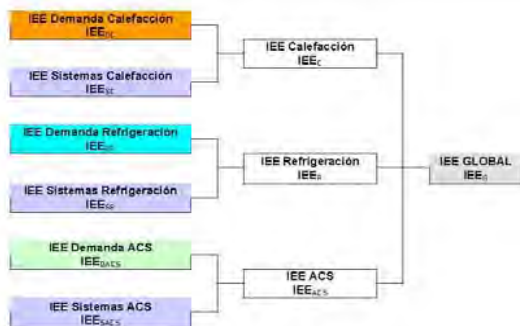 IEE Demanda Calefacción
IEE_DC
IEE Sistemas Calefacción
IEE_SC
IEE Calefacción
IEE_C
IEE Demanda Refrigeración
IEE Sistemas Refrigeración
IEE_SR
IEE Refrigeración
IEE_R
IEE Demanda ACS
IEE_DACS
IEE Sistemas ACS
IEE_SACS
IEE ACS
IEE_ACS
IEE GLOBAL
IEE_G